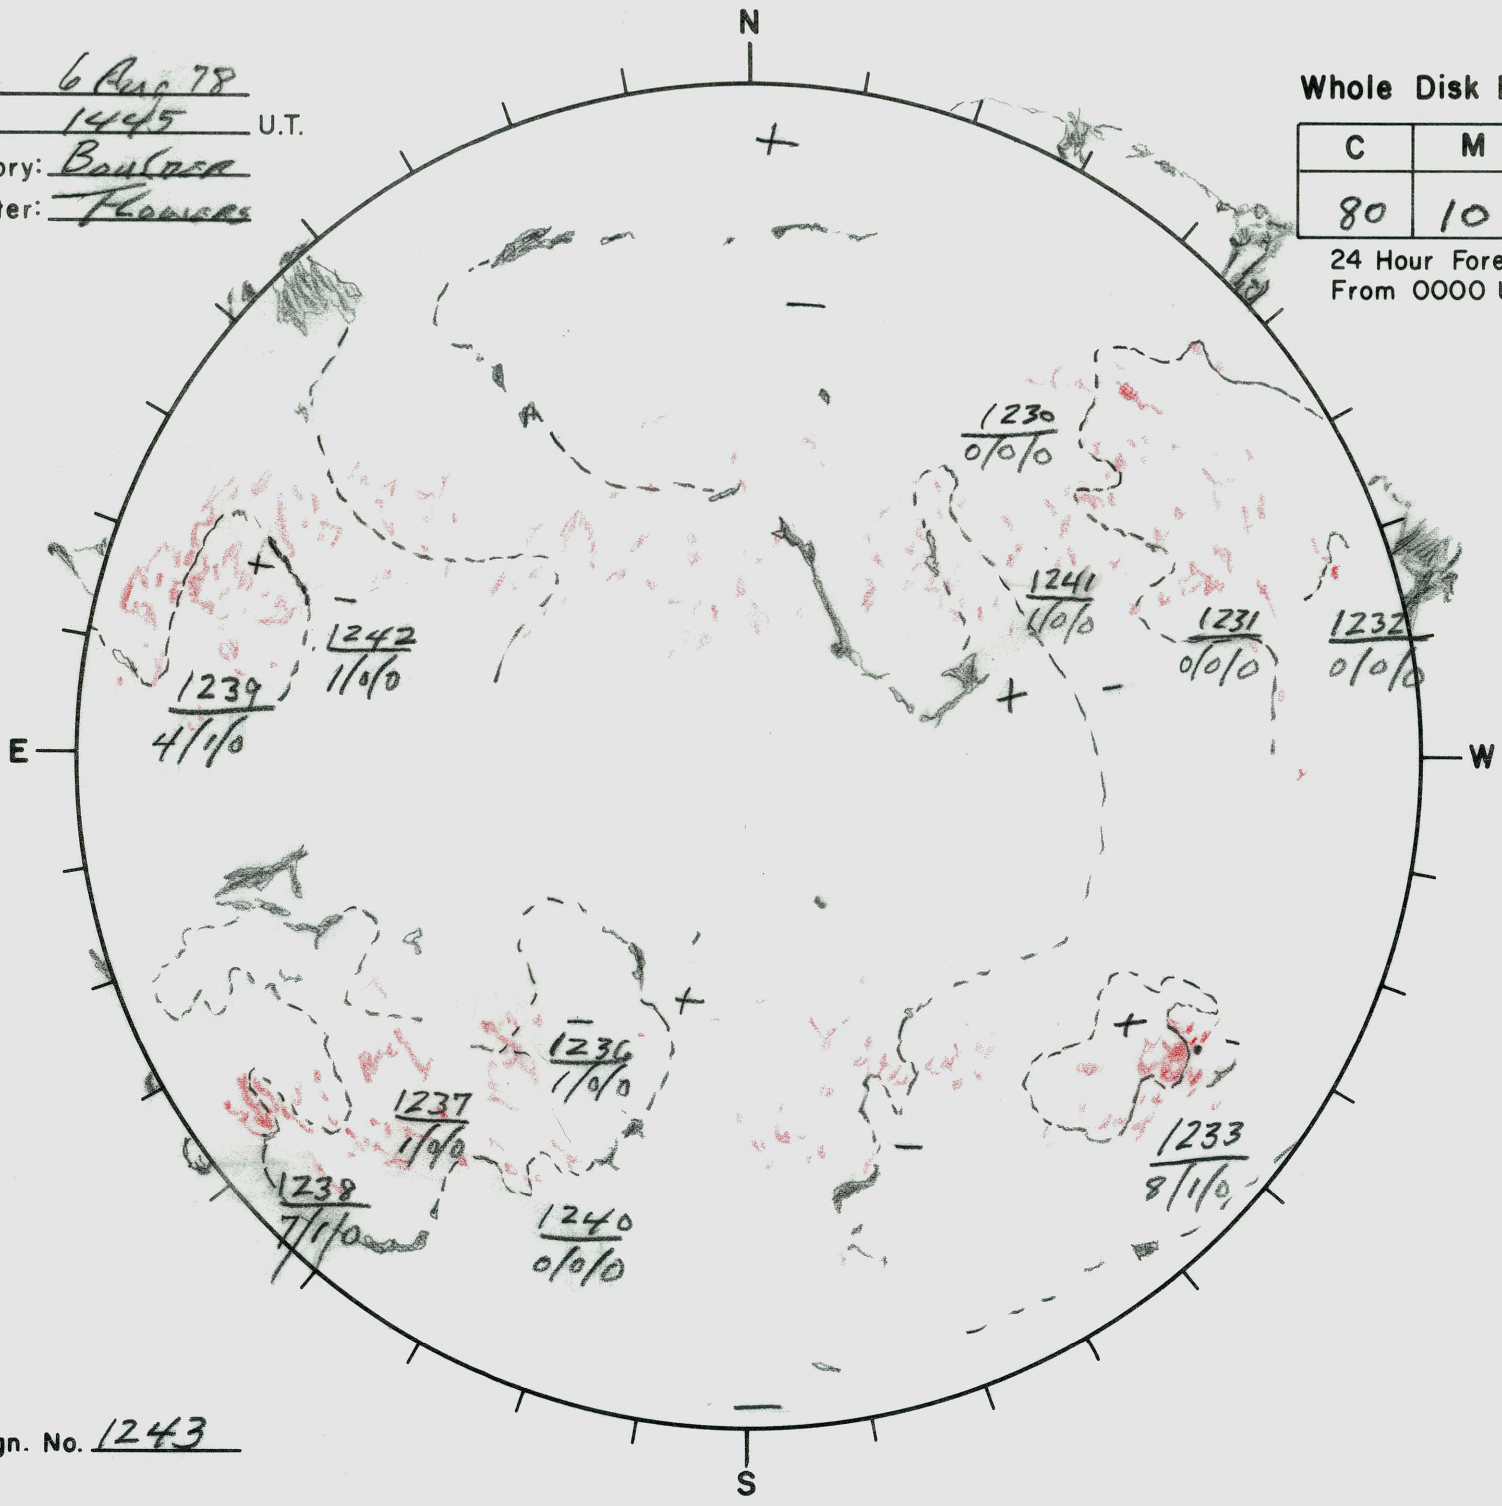 N
6 Aug 78
1445 U.T.
ory: Boulder
ter: Flowers
Whole Disk
C M
80 10
24 Hour Fore
From 0000 U
+
−
1230
0/0/0
+
−
1241
1/0/0
1242
1/0/0
1231
0/0/0
1232
0/0/0
1239
4/1/0
+ −
E
W
+
−
+
1236
1/0/0
1237
1/0/0
−
1233
8/1/0
1238
7/1/0
1240
0/0/0
−
gn. No. 1243
S